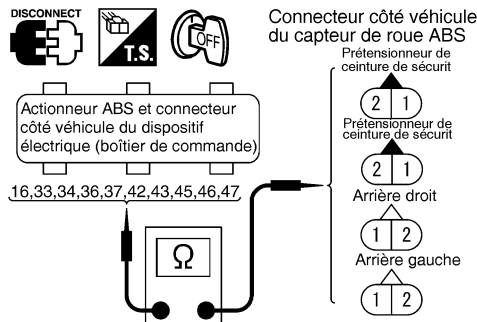 DISCONNECT
T.S.
OFF
Connecteur côté véhicule
du capteur de roue ABS
Actionneur ABS et connecteur
côté véhicule du dispositif
électrique (boîtier de commande)
16,33,34,36,37,42,43,45,46,47
Ω
Prétensionneur de
ceinture de sécurit
2 1
Prétensionneur de
ceinture de sécurit
2 1
Arrière droit
1 2
Arrière gauche
1 2